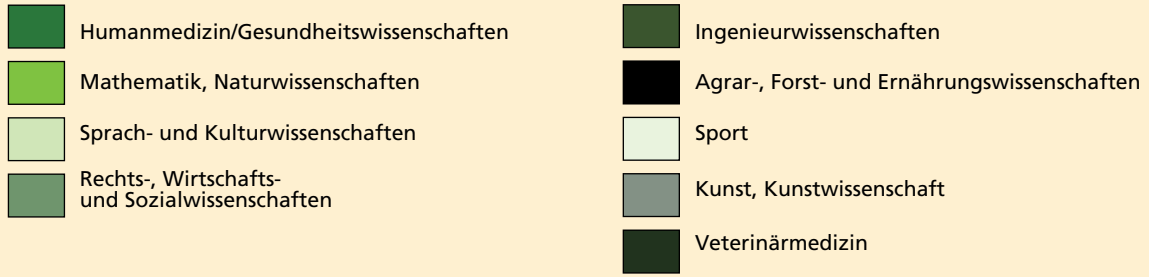 Humanmedizin/Gesundheitswissenschaften
Mathematik, Naturwissenschaften
Sprach- und Kulturwissenschaften
Rechts-, Wirtschafts-
und Sozialwissenschaften
Ingenieurwissenschaften
Agrar-, Forst- und Ernährungswissenschaften
Sport
Kunst, Kunstwissenschaft
Veterinärmedizin